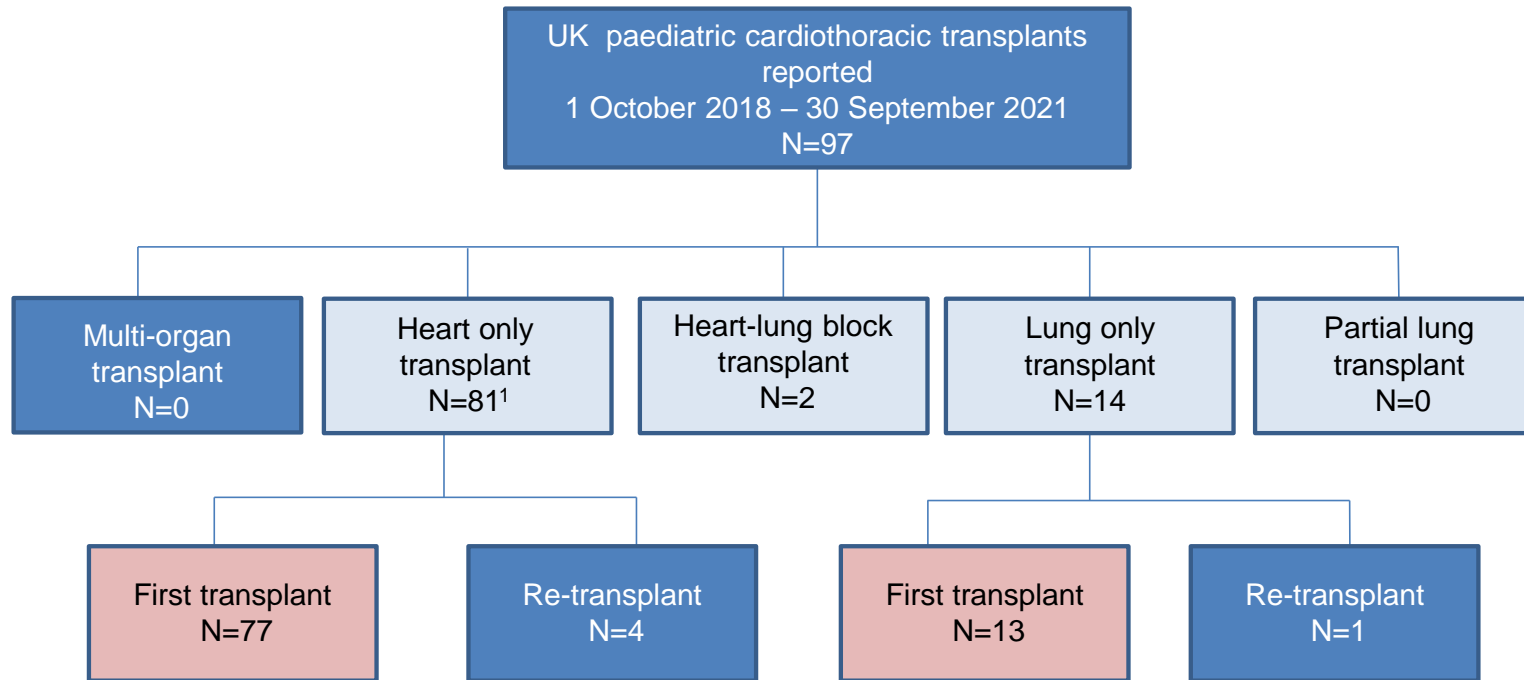 UK  paediatric cardiothoracic transplants
reported
1 October 2018 – 30 September 2021
N=97
Multi-organ
transplant
N=0
Heart only
transplant
N=81¹
Heart-lung block
transplant
N=2
Lung only
transplant
N=14
Partial lung
transplant
N=0
First transplant
N=77
Re-transplant
N=4
First transplant
N=13
Re-transplant
N=1